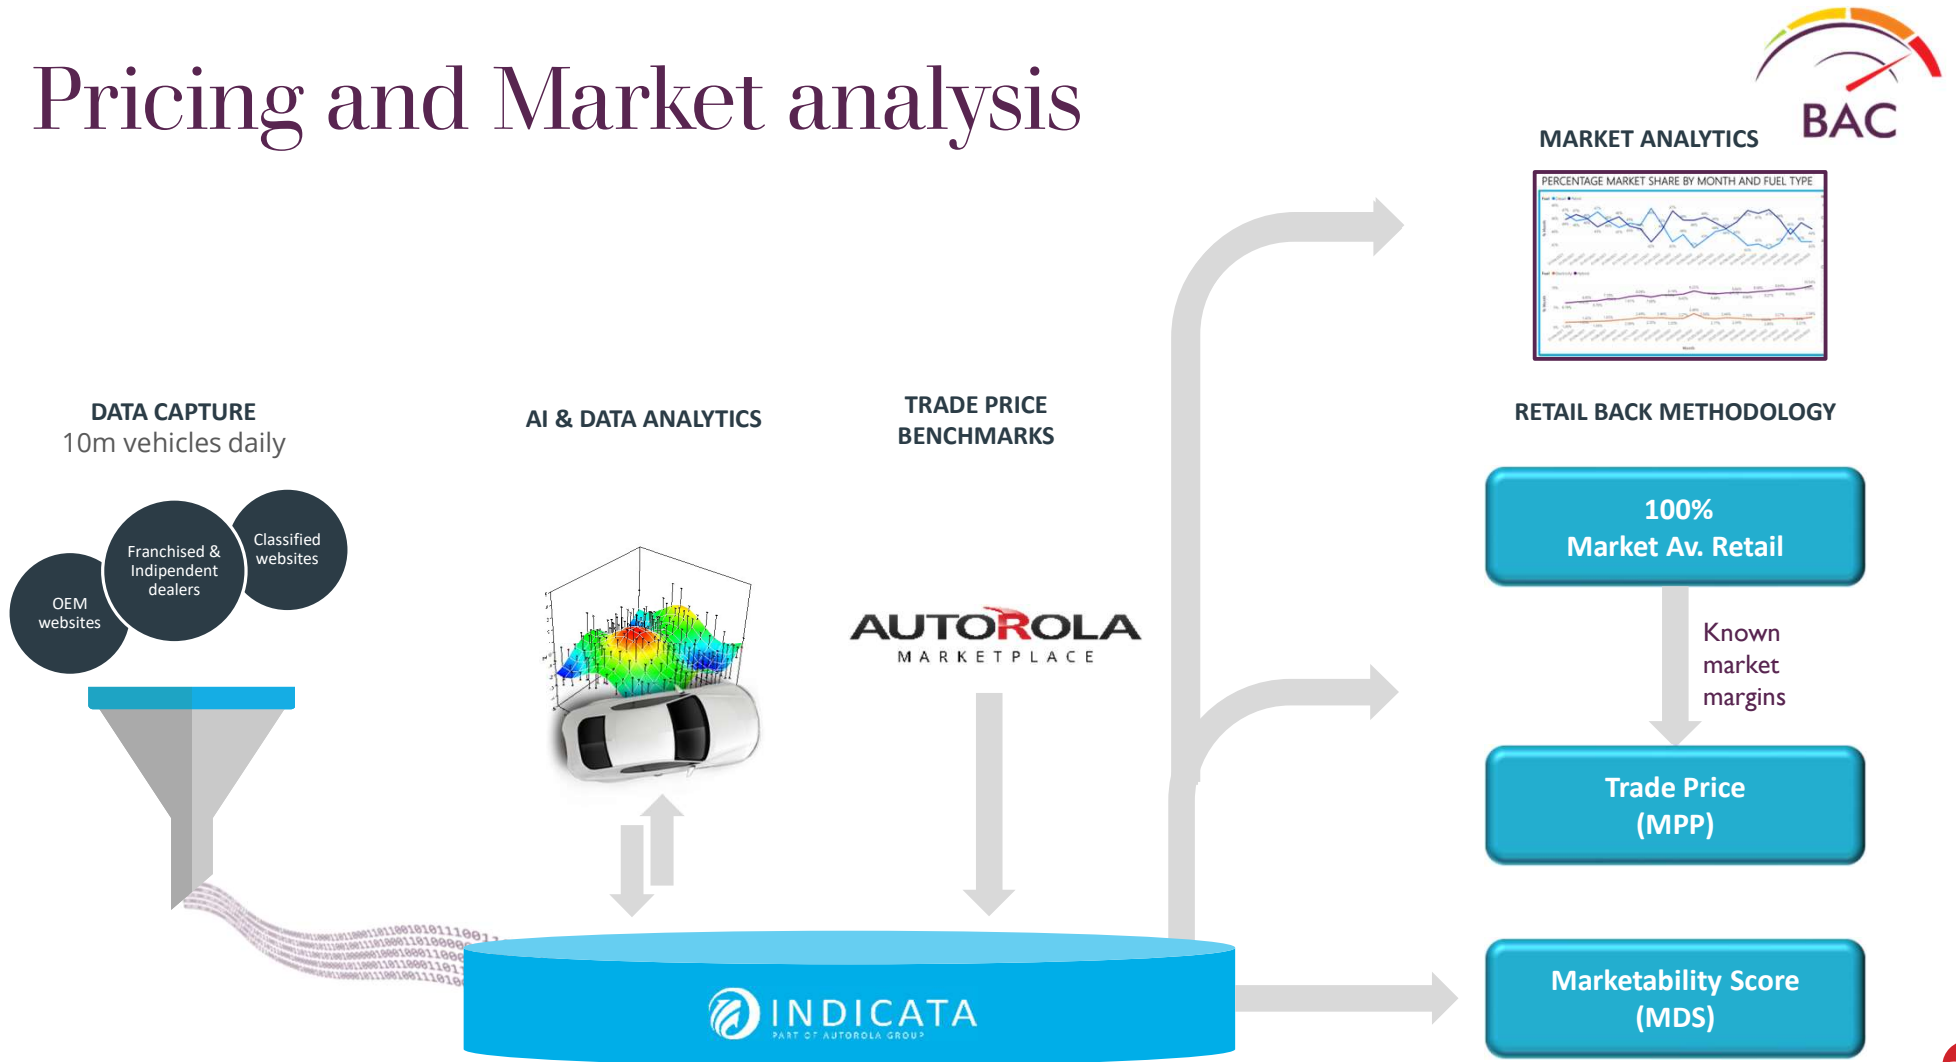 Pricing and Market analysis
BAC
MARKET ANALYTICS
PERCENTAGE MARKET SHARE BY MONTH AND FUEL TYPE
Month
DATA CAPTURE
10m vehicles daily
AI & DATA ANALYTICS
TRADE PRICE
BENCHMARKS
RETAIL BACK METHODOLOGY
OEM
websites
Franchised &
Indipendent
dealers
Classified
websites
AUTOROLA
MARKETPLACE
100%
Market Av. Retail
Known
market
margins
Trade Price
(MPP)
Marketability Score
(MDS)
INDICATA
PART OF AUTOROLA GROUP